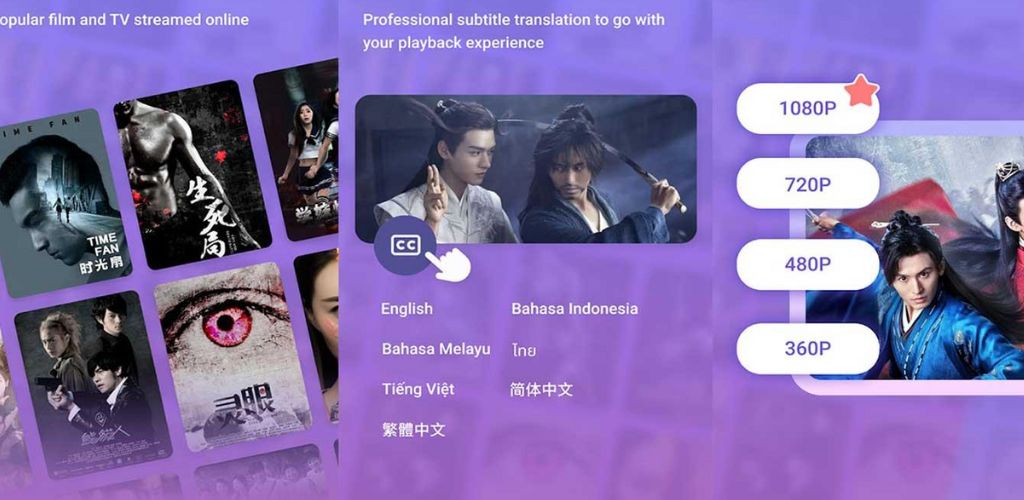 opular film and TV streamed online
TIME FAN
TIME
FAN
时光扇
生死局
灵眼
Professional subtitle translation to go with
your playback experience
CC
English
Bahasa Indonesia
Bahasa Melayu
ไทย
Tiếng Việt
简体中文
繁體中文
1080P
720P
480P
360P